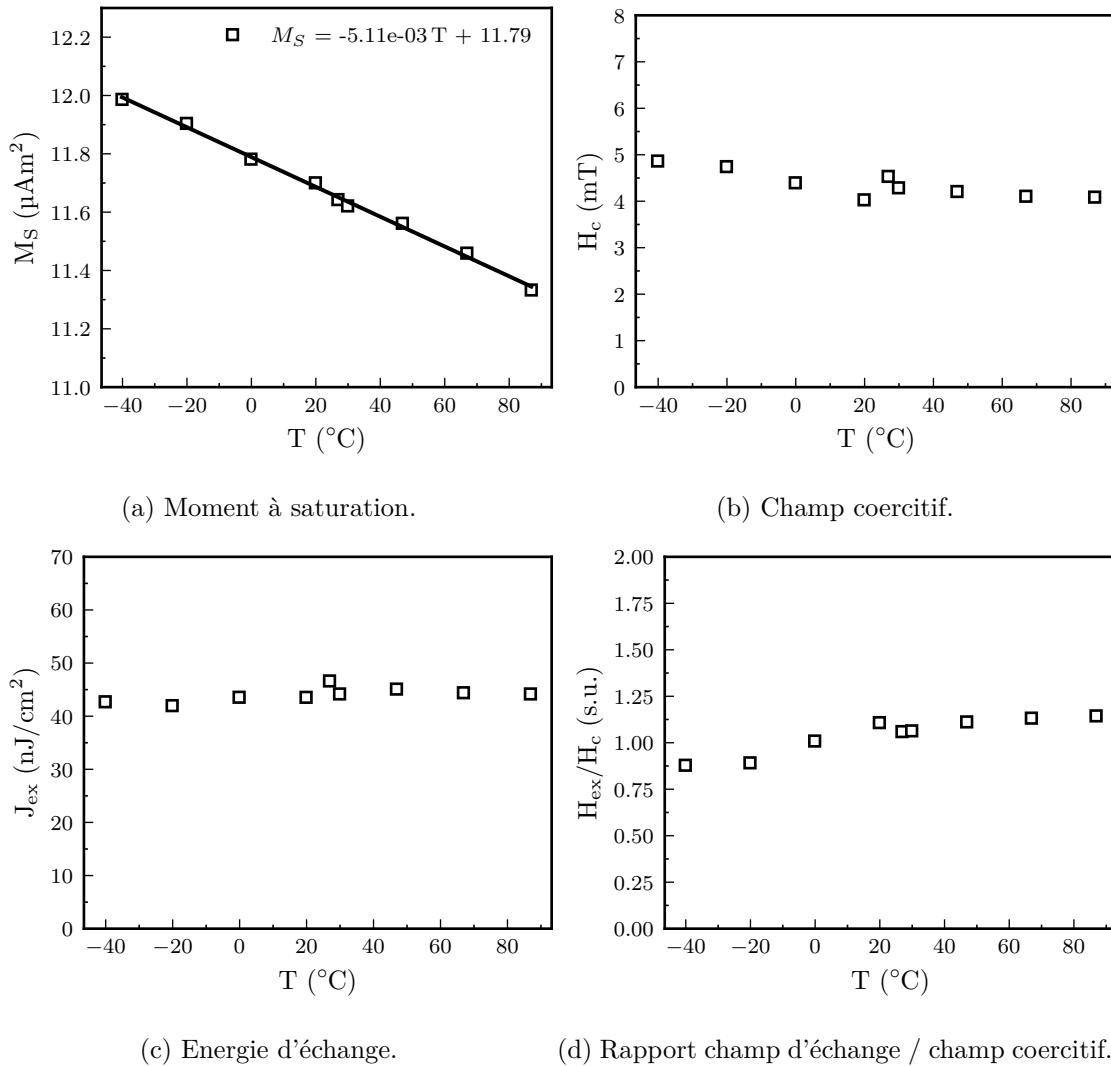 M_S = -5.11e-03 T + 11.79
12.2
12.0
11.8
11.6
11.4
11.2
11.0
M_S (µAm²)
−40 −20 0 20 40 60 80
T (°C)
(a) Moment à saturation.
8
7
6
5
4
3
2
1
0
H_c (mT)
−40 −20 0 20 40 60 80
T (°C)
(b) Champ coercitif.
70
60
50
40
30
20
10
0
J_ex (nJ/cm²)
−40 −20 0 20 40 60 80
T (°C)
(c) Energie d'échange.
2.00
1.75
1.50
1.25
1.00
0.75
0.50
0.25
0.00
H_ex/H_c (s.u.)
−40 −20 0 20 40 60 80
T (°C)
(d) Rapport champ d'échange / champ coercitif.